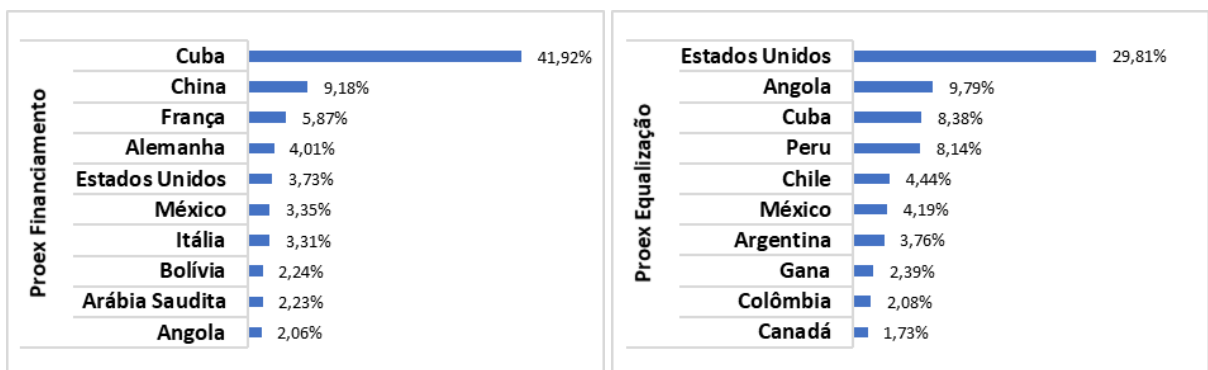 Proex Financiamento
Cuba 41,92%
China 9,18%
França 5,87%
Alemanha 4,01%
Estados Unidos 3,73%
México 3,35%
Itália 3,31%
Bolívia 2,24%
Arábia Saudita 2,23%
Angola 2,06%
Proex Equalização
Estados Unidos 29,81%
Angola 9,79%
Cuba 8,38%
Peru 8,14%
Chile 4,44%
México 4,19%
Argentina 3,76%
Gana 2,39%
Colômbia 2,08%
Canadá 1,73%